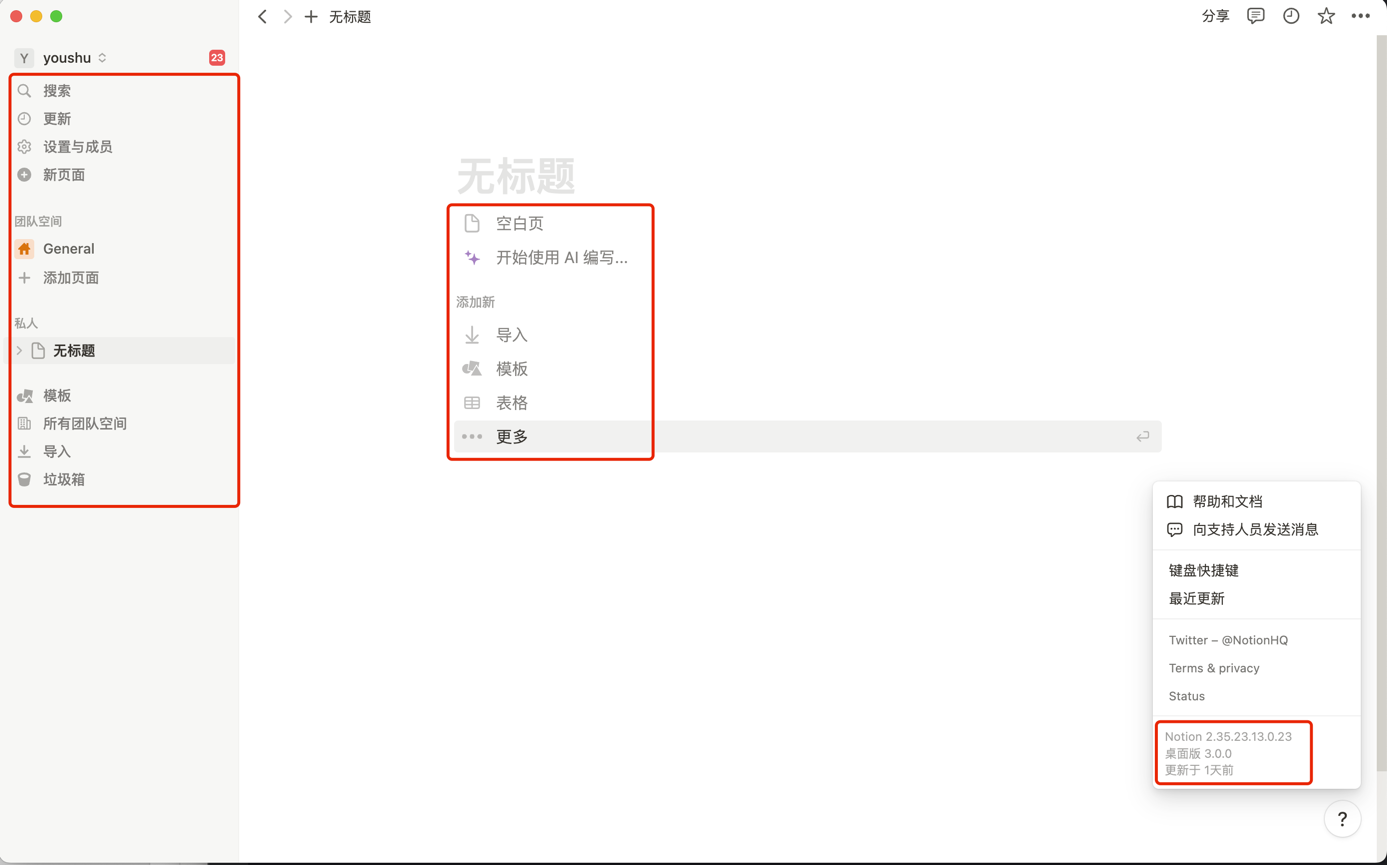 无标题
分享
Y youshu
23
搜索
更新
设置与成员
新页面
团队空间
General
添加页面
私人
无标题
模板
所有团队空间
导入
垃圾箱
无标题
空白页
开始使用 AI 编写...
添加新
导入
模板
表格
更多
帮助和文档
向支持人员发送消息
键盘快捷键
最近更新
Twitter – @NotionHQ
Terms & privacy
Status
Notion 2.35.23.13.0.23
桌面版 3.0.0
更新于 1天前
?